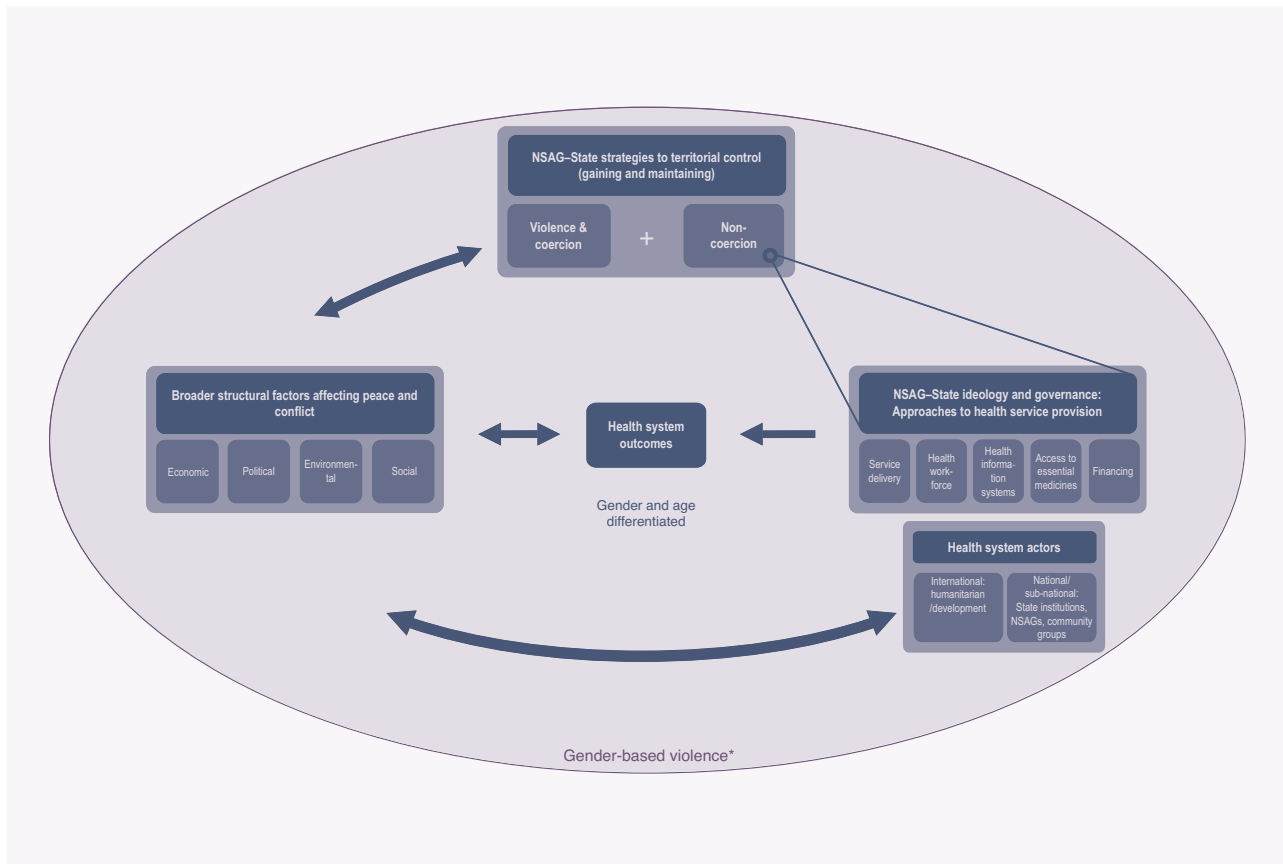 NSAG–State strategies to territorial control
(gaining and maintaining)
Violence &
coercion
+
Non-
coercion
Broader structural factors affecting peace and
conflict
Economic
Political
Environmen-
tal
Social
Health system
outcomes
Gender and age
differentiated
NSAG–State ideology and governance:
Approaches to health service provision
Service
delivery
Health
work-
force
Health
informa-
tion
systems
Access to
essential
medicines
Financing
Health system actors
International:
humanitarian
/development
National/
sub-national:
State institutions,
NSAGs, community
groups
Gender-based violence*